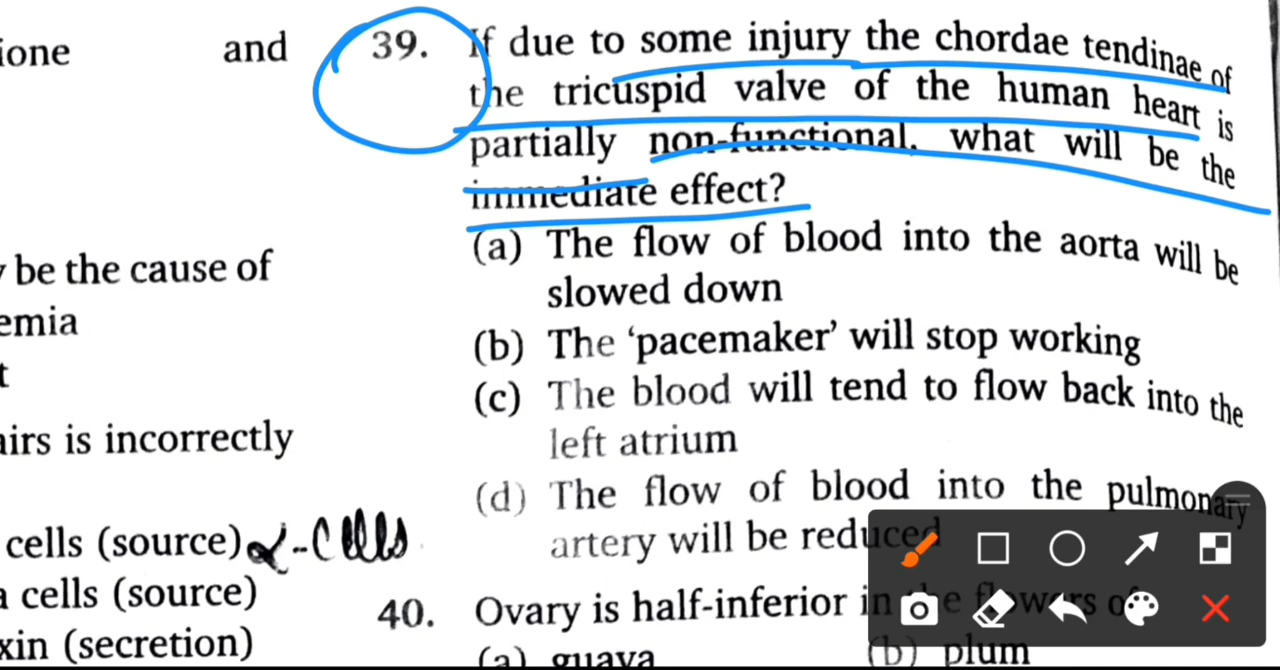 ione and
be the cause of
emia
t
airs is incorrectly
cells (source) α-Cells
a cells (source)
xin (secretion)
39. If due to some injury the chordae tendinae of
the tricuspid valve of the human heart is
partially non-functional, what will be the
immediate effect?
(a) The flow of blood into the aorta will be
slowed down
(b) The ‘pacemaker’ will stop working
(c) The blood will tend to flow back into the
left atrium
(d) The flow of blood into the pulmonary
artery will be reduced
40. Ovary is half-inferior in the flowers of
(a) guava (b) plum